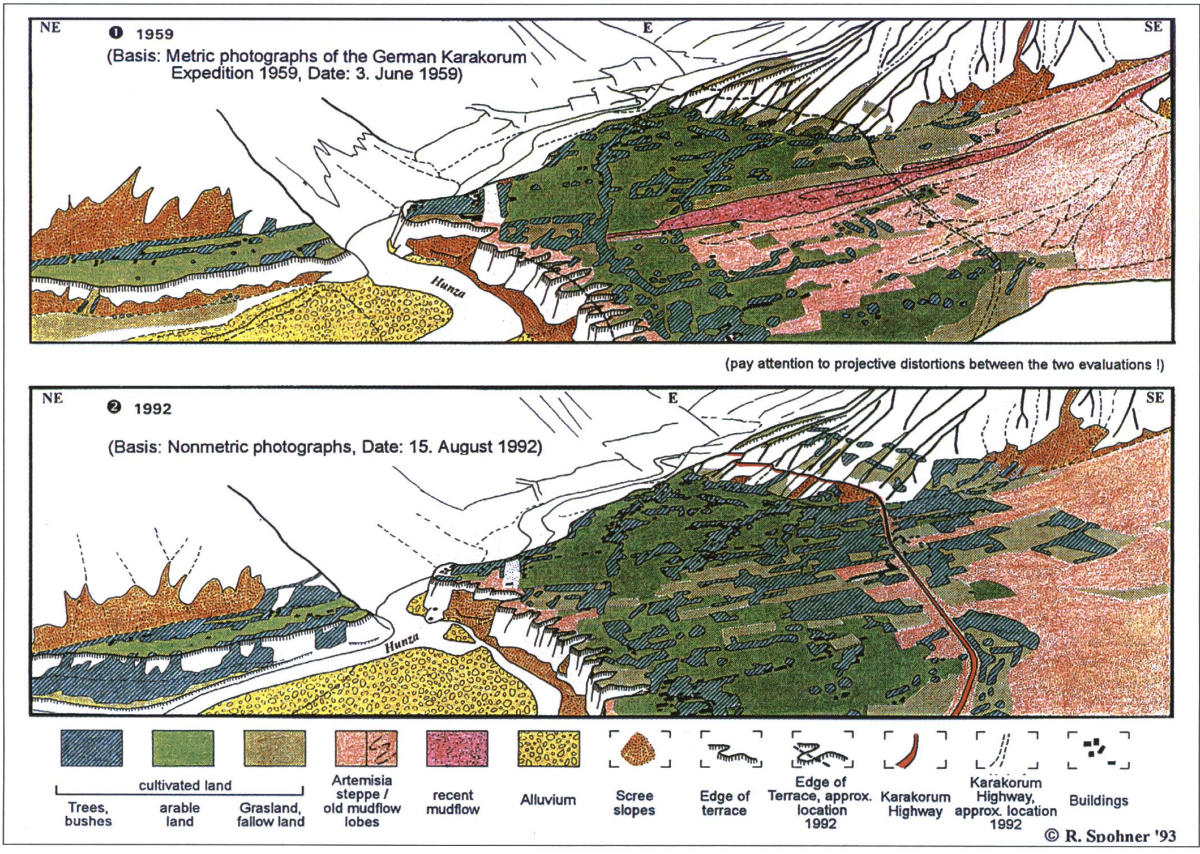 NE
E
SE
❶ 1959
(Basis: Metric photographs of the German Karakorum
Expedition 1959, Date: 3. June 1959)
Hunza
(pay attention to projective distortions between the two evaluations !)
NE
E
SE
❷ 1992
(Basis: Nonmetric photographs, Date: 15. August 1992)
Hunza
cultivated land
Trees,
bushes
arable
land
Grasland,
fallow land
Artemisia
steppe /
old mudflow
lobes
recent
mudflow
Alluvium
Scree
slopes
Edge of
terrace
Edge of
Terrace, approx.
location
1992
Karakorum
Highway
Karakorum
Highway,
approx. location
1992
Buildings
© R. Spohner '93